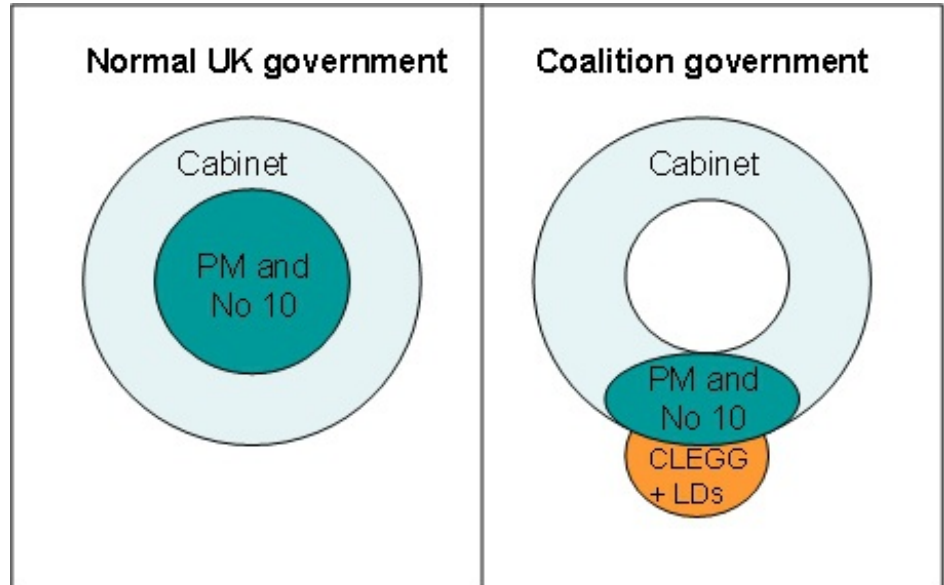 Normal UK government
Cabinet
PM and
No 10
Coalition government
Cabinet
PM and
No 10
CLEGG
+ LDs